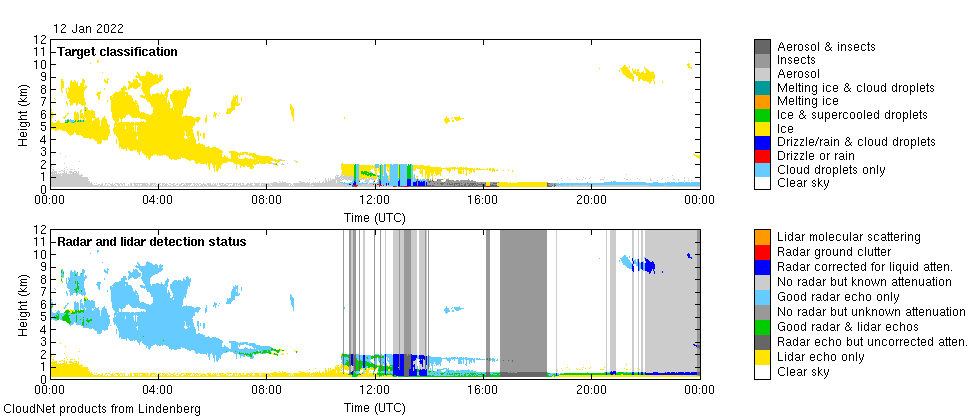 12 Jan 2022
Target classification
Height (km)
12
11
10
9
8
7
6
5
4
3
2
1
0
00:00 04:00 08:00 12:00 16:00 20:00 00:00
Time (UTC)
Aerosol & insects
Insects
Aerosol
Melting ice & cloud droplets
Melting ice
Ice & supercooled droplets
Ice
Drizzle/rain & cloud droplets
Drizzle or rain
Cloud droplets only
Clear sky
Radar and lidar detection status
Height (km)
12
11
10
9
8
7
6
5
4
3
2
1
0
00:00 04:00 08:00 12:00 16:00 20:00 00:00
Time (UTC)
Lidar molecular scattering
Radar ground clutter
Radar corrected for liquid atten.
No radar but known attenuation
Good radar echo only
No radar but unknown attenuation
Good radar & lidar echos
Radar echo but uncorrected atten.
Lidar echo only
Clear sky
CloudNet products from Lindenberg